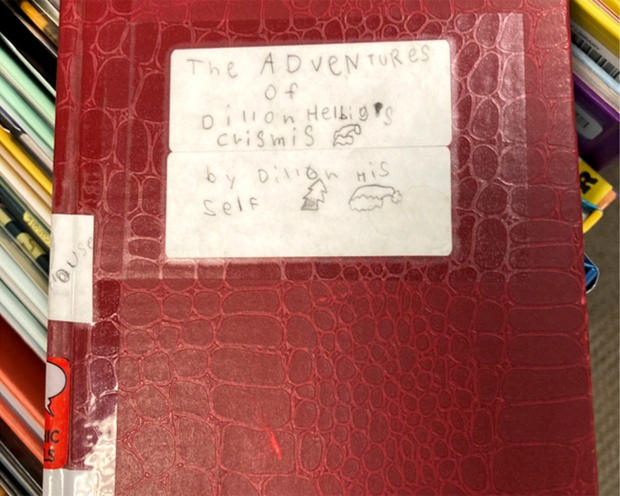 The ADVENTURES
Of
Dillon Helbig's
crismis
by Dillon His
Self